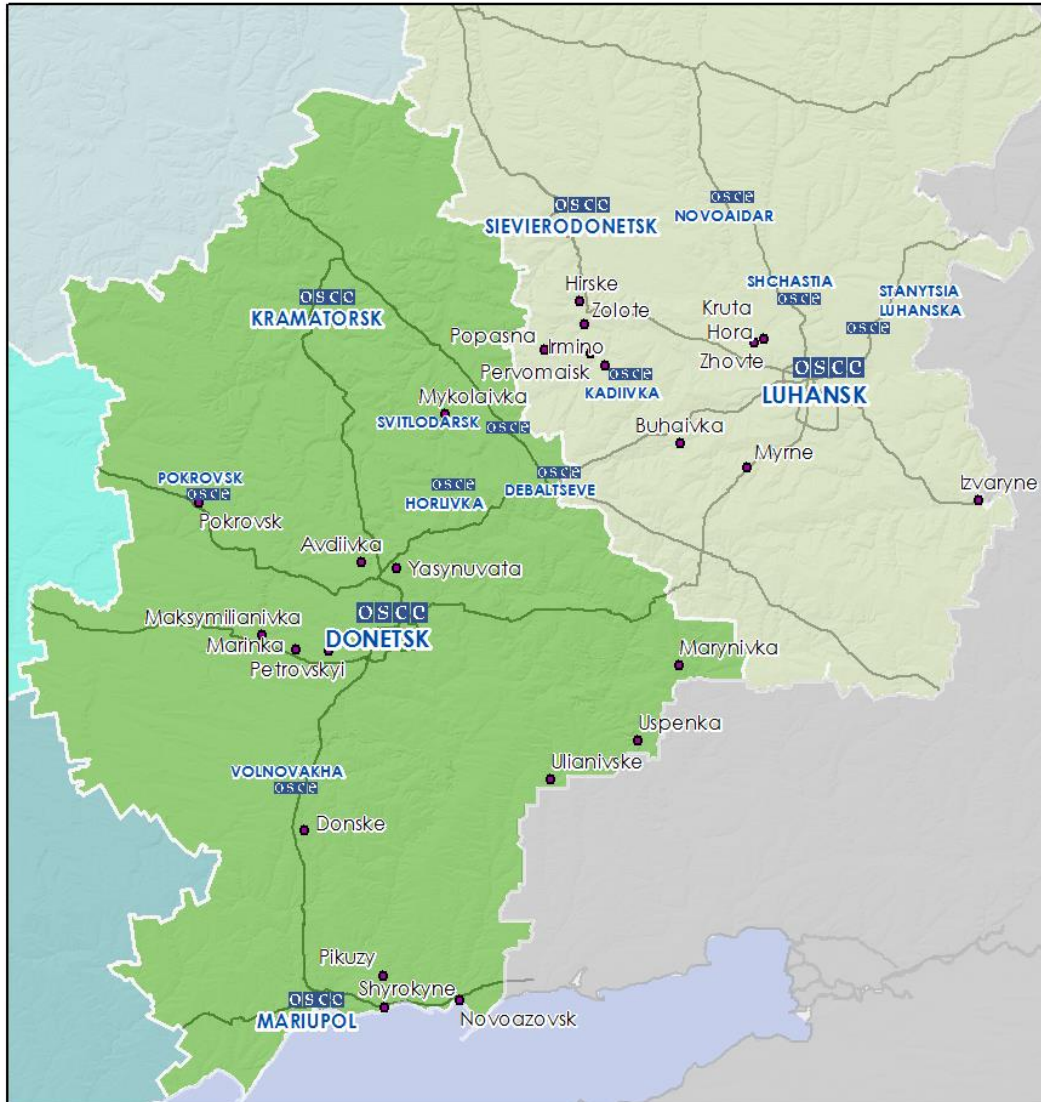 OSCE
SIEVIERODONETSK
osce
NOVOAIDAR
Hirske
Zolote
SHCHASTIA
osce
STANYTSIA
LUHANSKA
osce
OSCE
KRAMATORSK
Kruta
Hora
Zhovte
Popasna
Irmino
Pervomaisk
osce
KADIIVKA
OSCE
LUHANSK
Mykolaivka
SVITLODARSK
osce
Buhaivka
Myrne
POKROVSK
osce
Pokrovsk
osce
HORLIVKA
osce
DEBALTSEVE
Izvaryne
Avdiivka
Yasynuvata
OSCE
DONETSK
Maksymilianivka
Marinka
Petrovskyi
Marynivka
Uspenka
Ulianivske
VOLNOVAKHA
osce
Donske
Pikuzy
Shyrokyne
Novoazovsk
OSCE
MARIUPOL